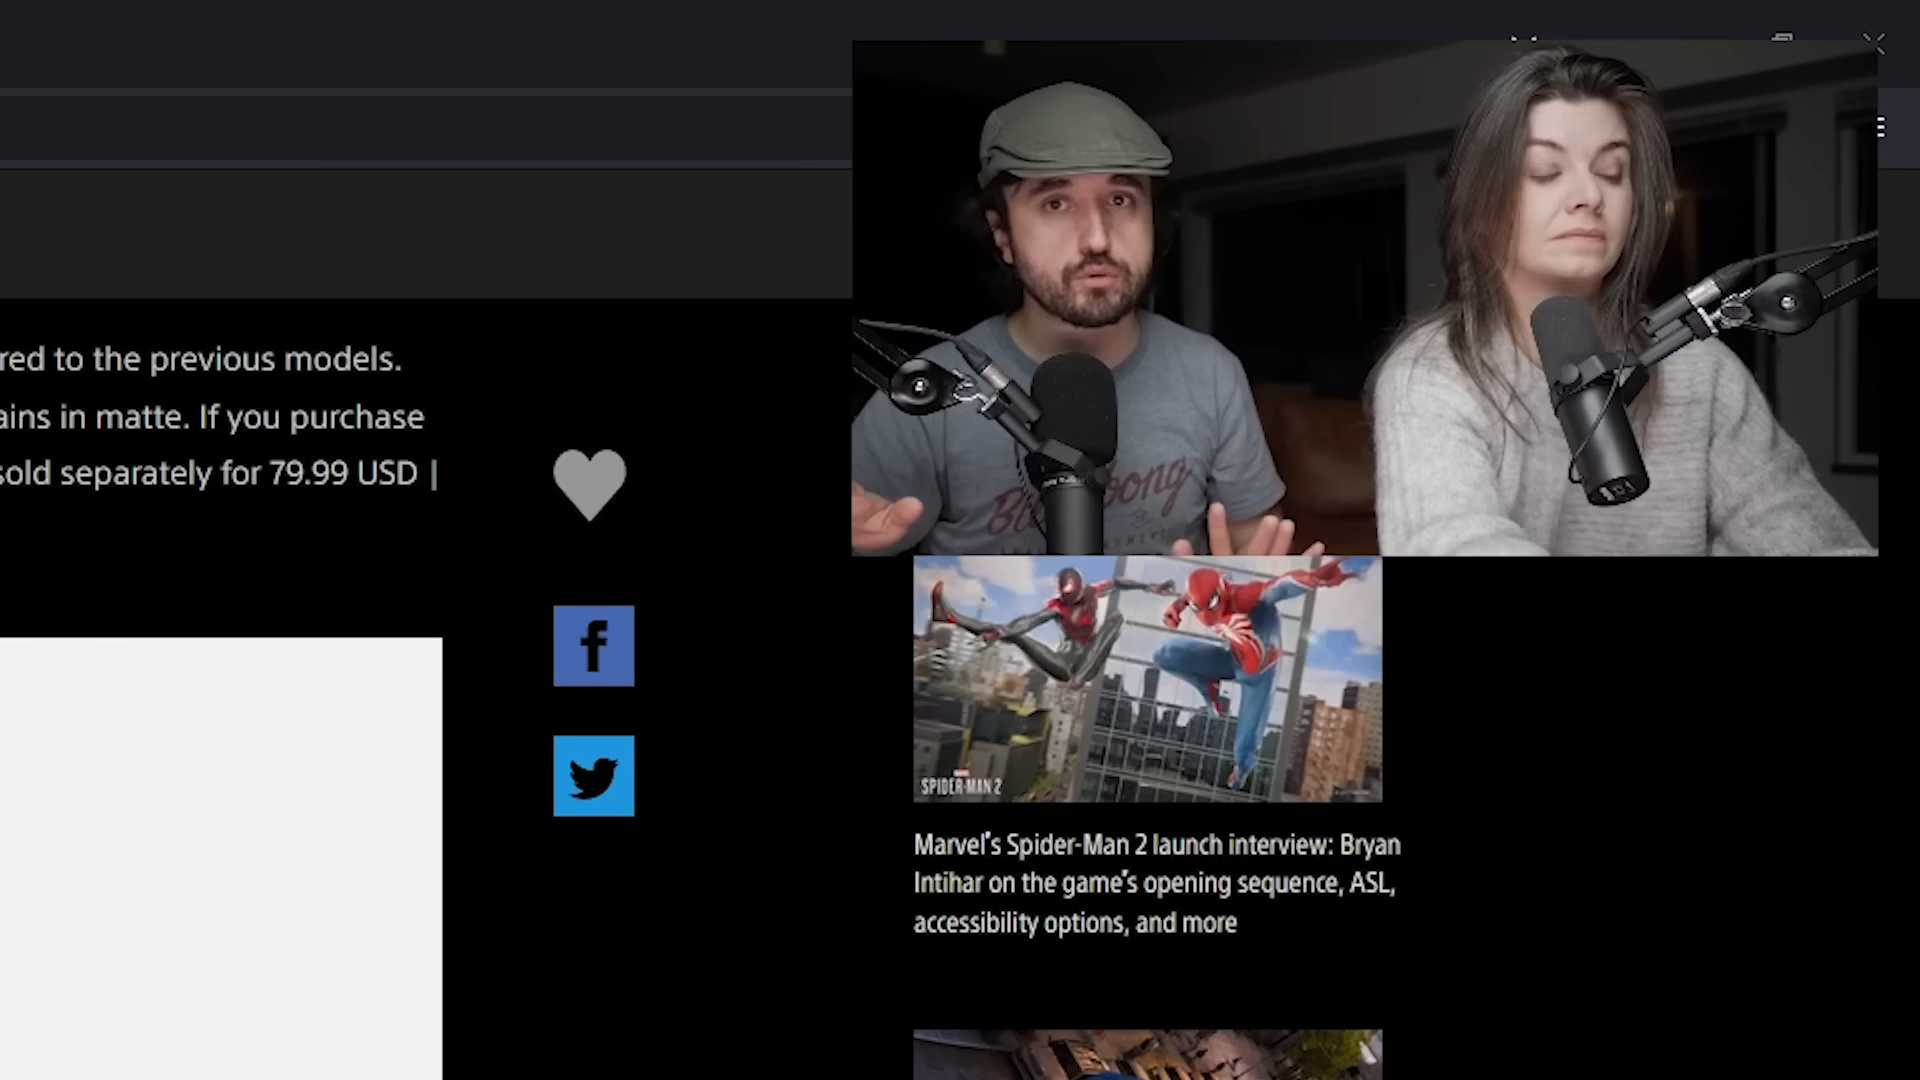 red to the previous models.
ains in matte. If you purchase
sold separately for 79.99 USD |
MARVEL
SPIDER-MAN 2
Marvel's Spider-Man 2 launch interview: Bryan
Intihar on the game's opening sequence, ASL,
accessibility options, and more